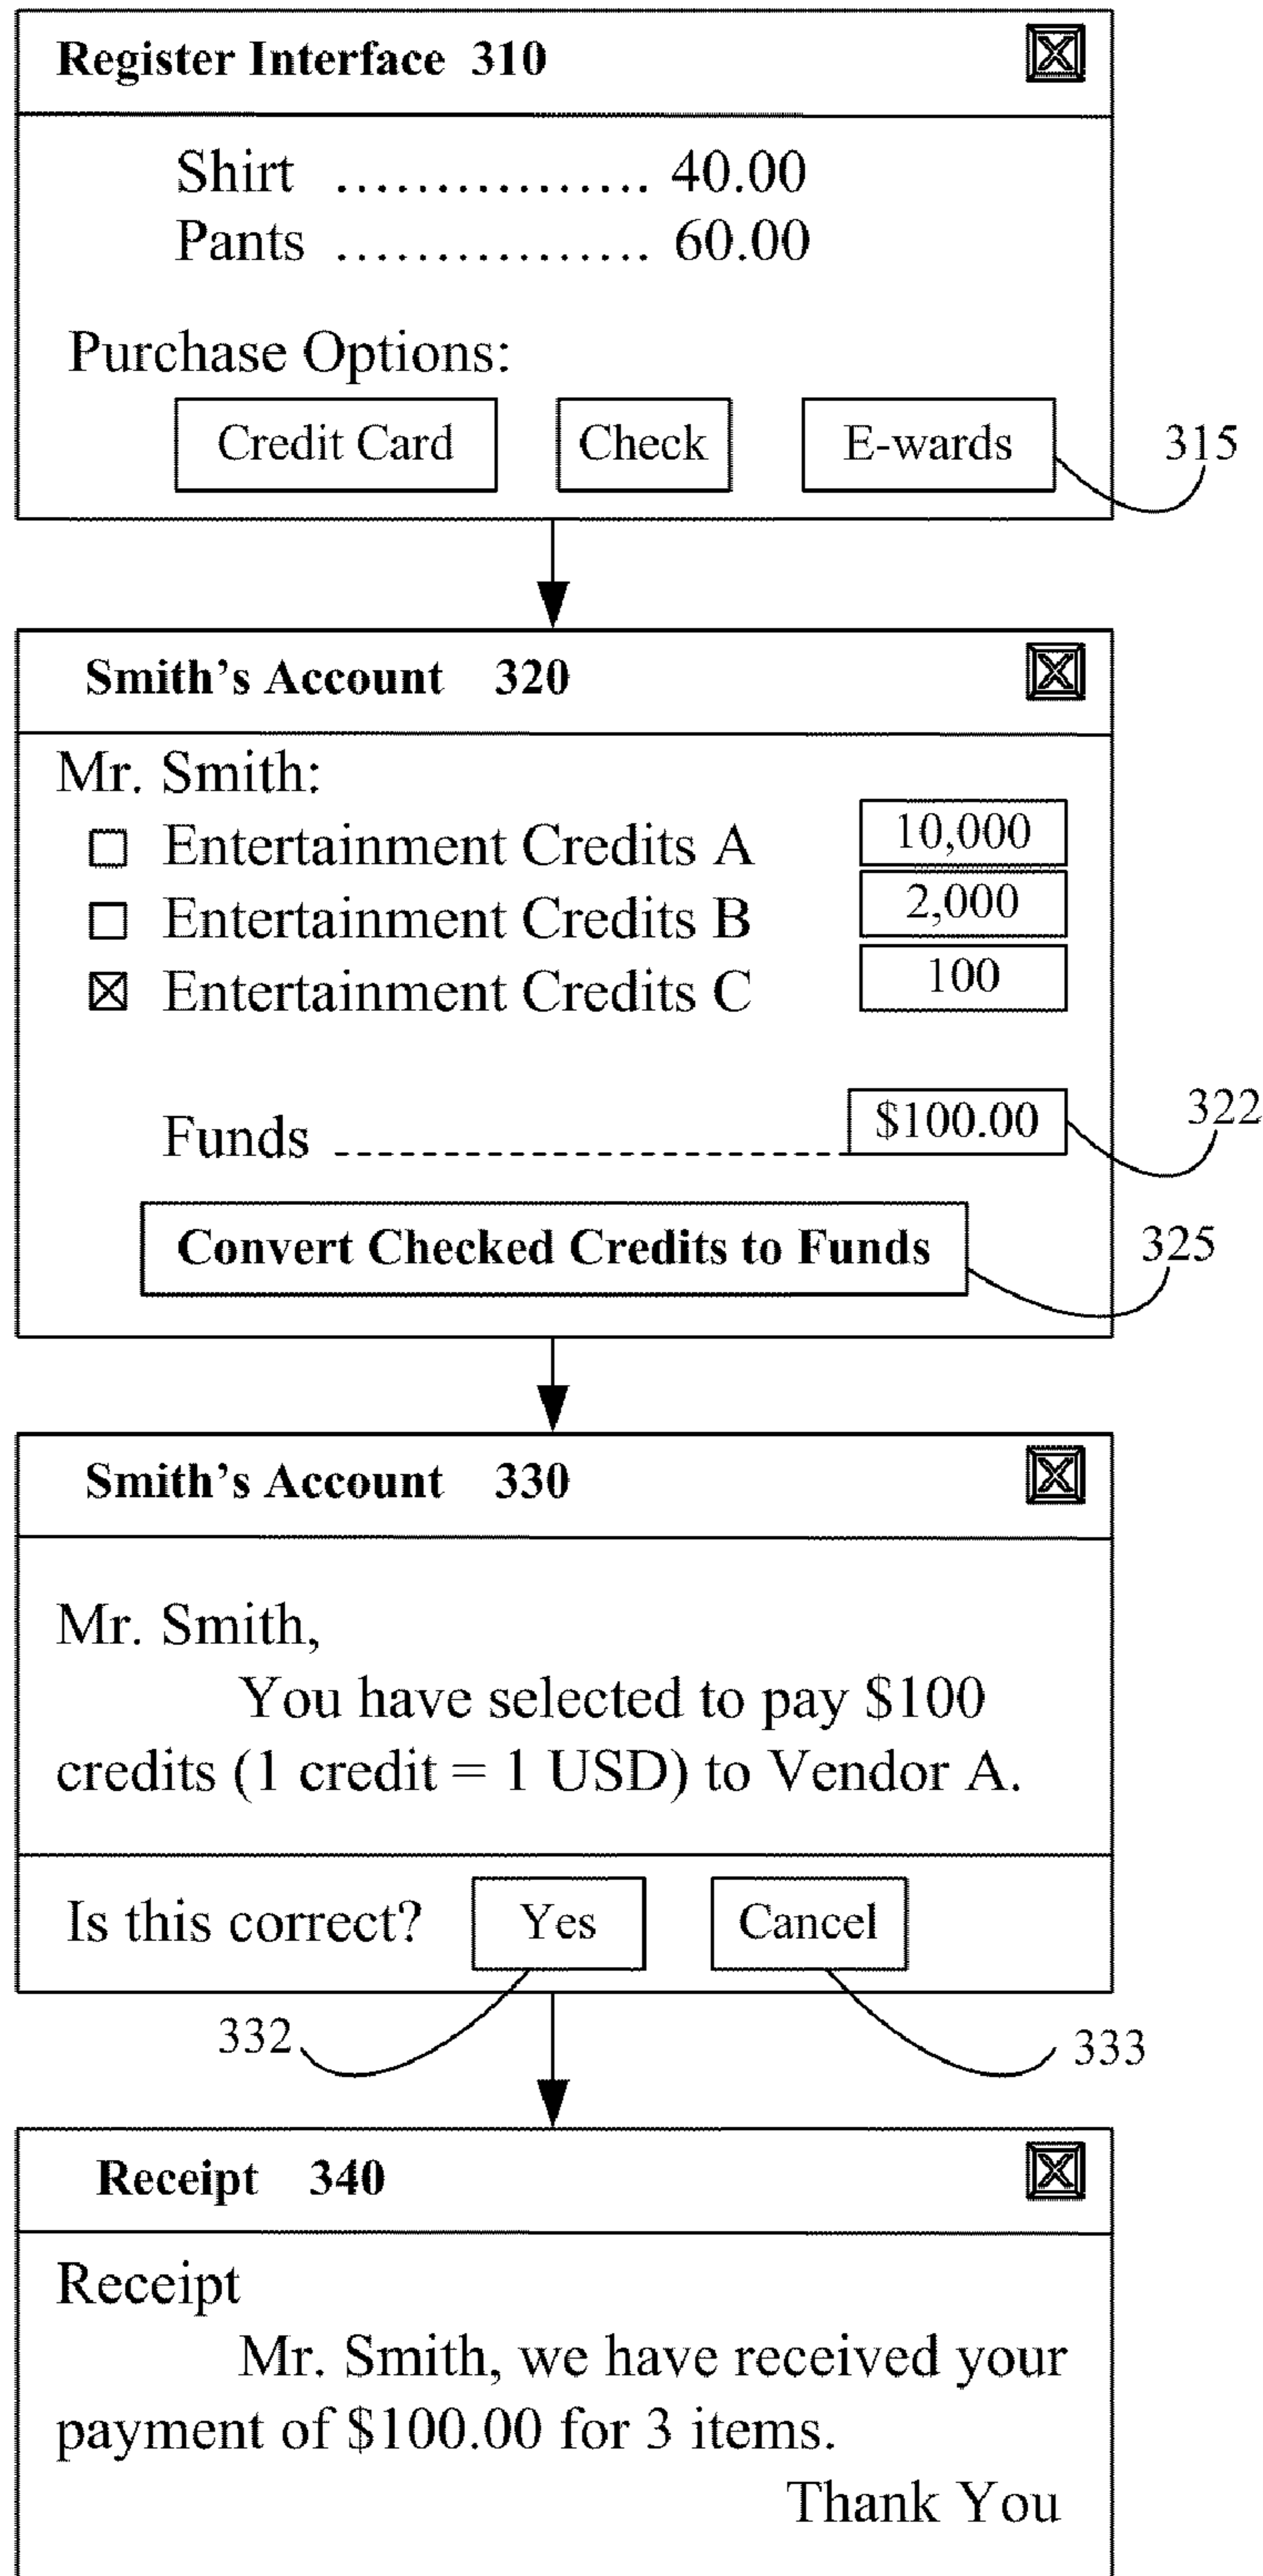 Register Interface 310
Shirt ................ 40.00
Pants ................ 60.00
Purchase Options:
Credit Card Check E-wards 315
Smith's Account 320
Mr. Smith:
Entertainment Credits A 10,000
Entertainment Credits B 2,000
Entertainment Credits C 100
Funds $100.00 322
Convert Checked Credits to Funds 325
Smith's Account 330
Mr. Smith,
You have selected to pay $100
credits (1 credit = 1 USD) to Vendor A.
Is this correct? Yes Cancel
332 333
Receipt 340
Receipt
Mr. Smith, we have received your
payment of $100.00 for 3 items.
Thank You